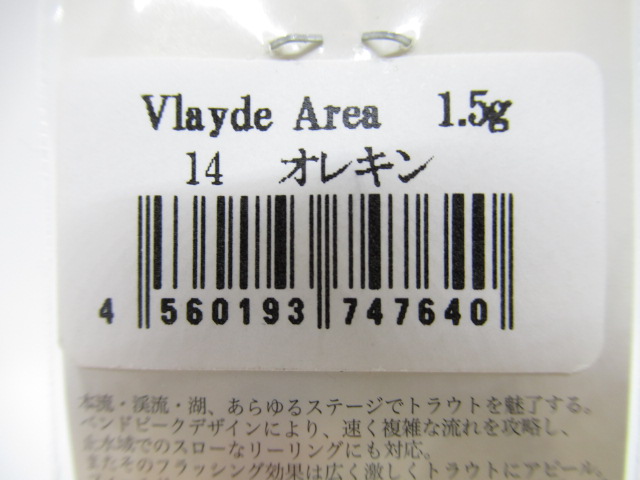 Vlayde Area 1.5g
14 オレキン
4 560193 747640
本流・渓流・湖、あらゆるステージでトラウトを魅了する。
ベンドピークデザインにより、速く複雑な流れを攻略し、
止水域でのスローなリーリングにも対応。
またそのフラッシング効果は広く激しくトラウトにアピール。